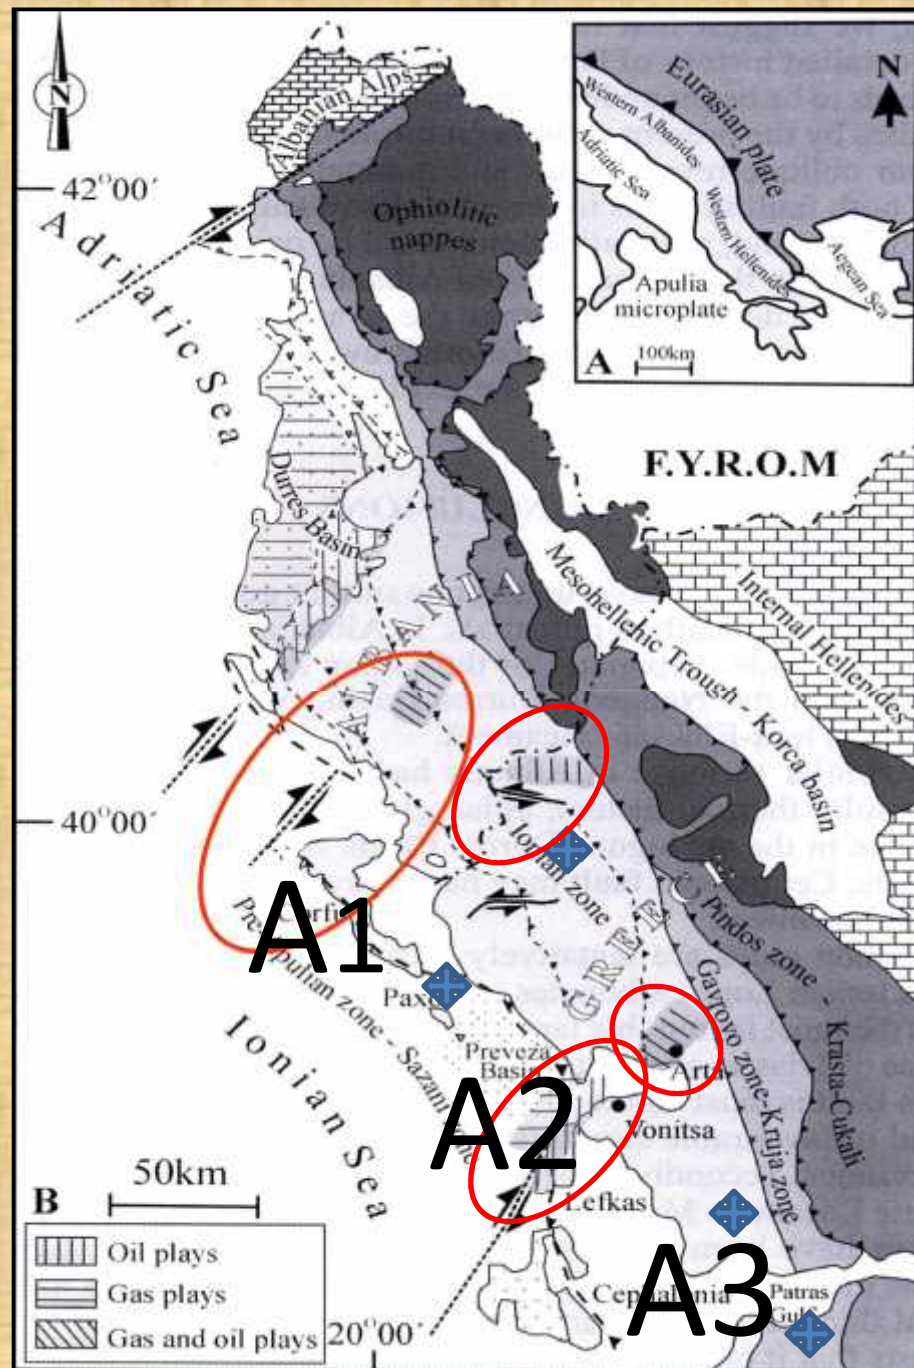 N
Albanian Alps
42°00′
Adriatic Sea
Ophiolitic
nappes
Eurasian plate
N
Western Albanides
Adriatic Sea
Western Hellenides
Aegean Sea
Apulia
microplate
A
100km
F.Y.R.O.M
Durres Basin
ALBANIA
Mesohellenic Trough - Korca basin
Internal Hellenides
40°00′
Ionian zone
Corfu
A1
GREECE
Pindos zone - Krasta-Cukali
Gavrovo zone-Kruja zone
Pre-Apulian zone - Sazani zone
Ionian Sea
Preveza
Basin
Arta
A2
Vonitsa
Lefkas
B
50km
Oil plays
Gas plays
Gas and oil plays
20°00′
Cephalonia
A3
Patras
Gulf